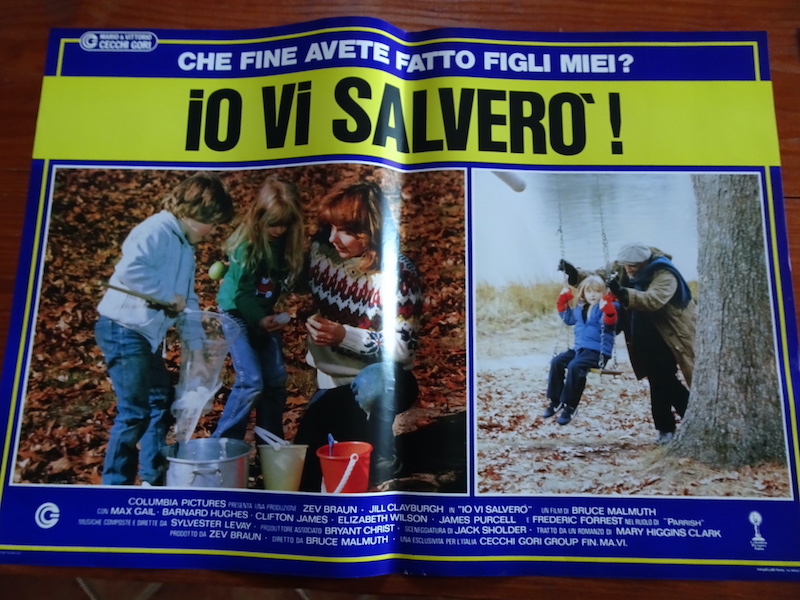 MARIO & VITTORIO
CECCHI GORI
CHE FINE AVETE FATTO FIGLI MIEI?
iO Vi SALVERO`!
COLUMBIA PICTURES PRESENTA UNA PRODUZIONE ZEV BRAUN · JILL CLAYBURGH IN "IO VI SALVERÒ" UN FILM DI BRUCE MALMUTH
CON MAX GAIL · BARNARD HUGHES · CLIFTON JAMES · ELIZABETH WILSON · JAMES PURCELL E FREDERIC FORREST NEL RUOLO DI "PARRISH"
MUSICHE COMPOSTE E DIRETTE DA SYLVESTER LEVAY · PRODUTTORE ASSOCIATO BRYANT CHRIST · SCENEGGIATURA DI JACK SHOLDER · TRATTO DA UN ROMANZO DI MARY HIGGINS CLARK
PRODOTTO DA ZEV BRAUN · DIRETTO DA BRUCE MALMUTH · UNA ESCLUSIVITÀ PER L'ITALIA CECCHI GORI GROUP FIN.MA.VI.